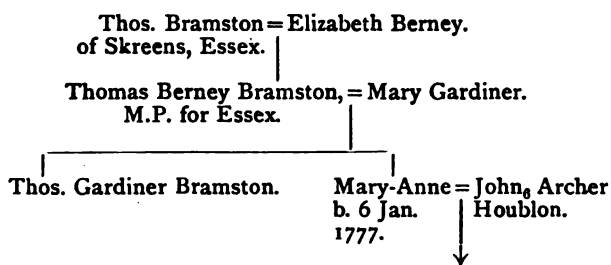 Thos. Bramston = Elizabeth Berney.
of Skreens, Essex.
Thomas Berney Bramston, = Mary Gardiner.
M.P. for Essex.
Thos. Gardiner Bramston. Mary-Anne = John₆ Archer
b. 6 Jan. Houblon.
1777.